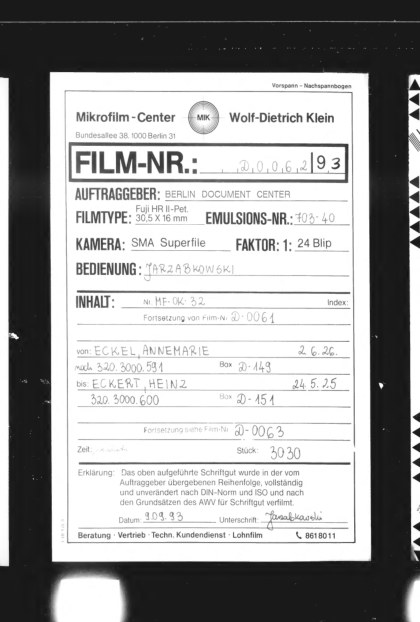 Vorspann – Nachspannbogen
Mikrofilm - Center MIK Wolf-Dietrich Klein
Bundesallee 38, 1000 Berlin 31
FILM-NR.: D,0,0,6,2 | 9,3
AUFTRAGGEBER: BERLIN DOCUMENT CENTER
FILMTYPE: Fuji HR II-Pet. 30,5 X 16 mm EMULSIONS-NR.: 703-40
KAMERA: SMA Superfile FAKTOR: 1: 24 Blip
BEDIENUNG: JARZABKOWSKI
INHALT: Nr. MF-OK-32 Index:
Fortsetzung von Film-Nr. D-0061
von: ECKEL, ANNEMARIE 2.6.26.
320.3000.591 Box D-149
bis: ECKERT, HEINZ 24.5.25
320.3000.600 Box D-151
Fortsetzung siehe Film-Nr. D-0063
Zeit: Stück: 3030
Erklärung: Das oben aufgeführte Schriftgut wurde in der vom
Auftraggeber übergebenen Reihenfolge, vollständig
und unverändert nach DIN-Norm und ISO und nach
den Grundsätzen des AWV für Schriftgut verfilmt.
Datum: 9.09.93 Unterschrift: Jarzabkowski
Beratung · Vertrieb · Techn. Kundendienst · Lohnfilm 8618011